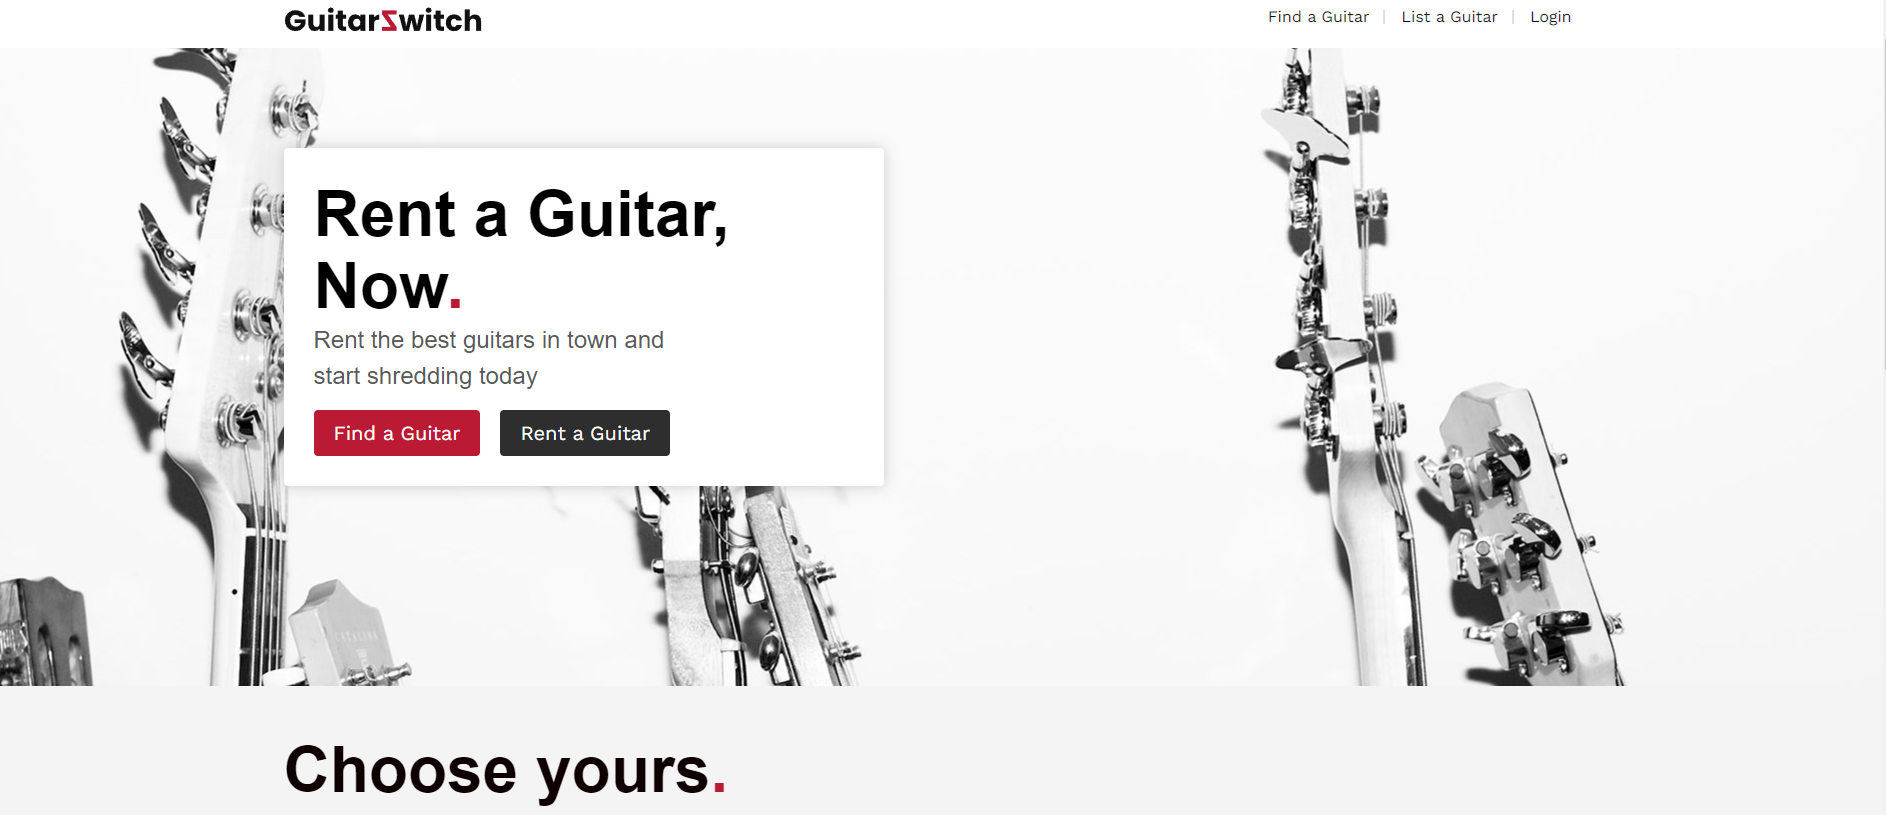 GuitarSwitch
Find a Guitar | List a Guitar | Login
Rent a Guitar,
Now.
Rent the best guitars in town and
start shredding today
Find a Guitar
Rent a Guitar
CATALINA
Choose yours.